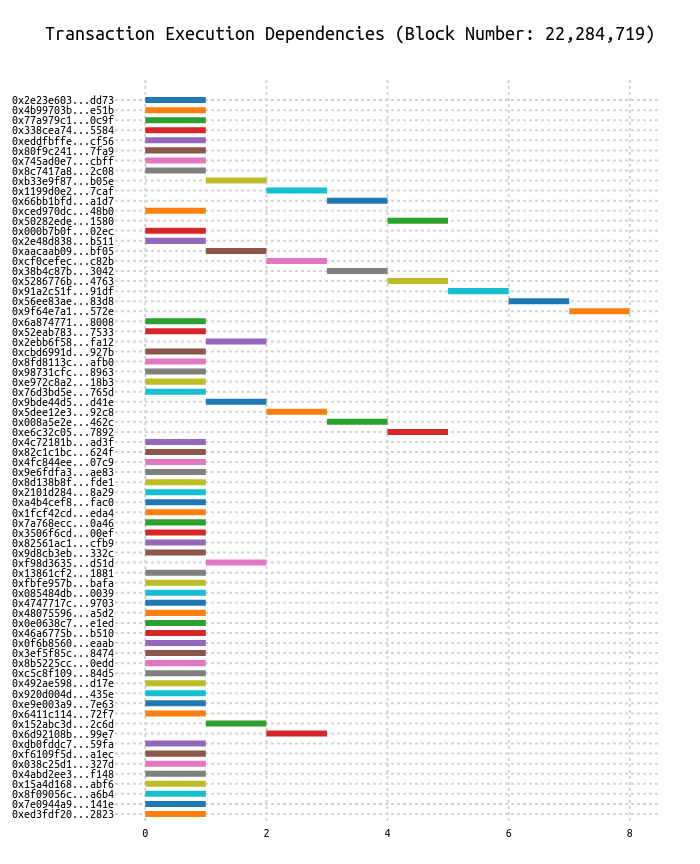 Transaction Execution Dependencies (Block Number: 22,284,719)
0x2e23e603...dd73
0x4b99703b...e51b
0x77a979c1...0c9f
0x338cea74...5584
0xeddfbffe...cf56
0x80f9c241...7fa9
0x745ad0e7...cbff
0x8c7417a8...2c08
0xb33e9f87...b05e
0x1199d0e2...7caf
0x66bb1bfd...a1d7
0xced970dc...48b0
0x50282ede...1580
0x000b7b0f...02ec
0x2e48d838...b511
0xaacaab09...bf05
0xcf0cefec...c82b
0x38b4c87b...3042
0x5286776b...4763
0x91a2c51f...91df
0x56ee83ae...83d8
0x9f64e7a1...572e
0x6a874771...8008
0x52eab783...7533
0x2ebb6f58...fa12
0xcbd6991d...927b
0x8fd8113c...afb0
0x98731cfc...8963
0xe972c8a2...18b3
0x76d3bd5e...765d
0x9bde44d5...d41e
0x5dee12e3...92c8
0x008a5e2e...462c
0xe6c32c05...7892
0x4c72181b...ad3f
0x82c1c1bc...624f
0x4fc844ee...07c9
0x9e6fdfa3...ae83
0x8d138b8f...fde1
0x2101d284...8a29
0xa4b4cef8...fac0
0x1fcf42cd...eda4
0x7a768ecc...0a46
0x3506f6cd...00ef
0x82561ac1...cfb9
0x9d8cb3eb...332c
0xf98d3635...d51d
0x13861cf2...1881
0xfbfe957b...bafa
0x085484db...0039
0x4747717c...9703
0x48075596...a5d2
0x0e0638c7...e1ed
0x46a6775b...b510
0x0f6b8560...eaab
0x3ef5f85c...8474
0x8b5225cc...0edd
0xc5c8f109...84d5
0x492ae598...d17e
0x920d004d...435e
0xe9e003a9...7e63
0x6411c114...72f7
0x152abc3d...2c6d
0x6d92108b...99e7
0xdb0fddc7...59fa
0xf6109f5d...a1ec
0x038c25d1...327d
0x4abd2ee3...f148
0x15a4d168...abf6
0x8f09056c...a6b4
0x7e0944a9...141e
0xed3fdf20...2823
0 2 4 6 8